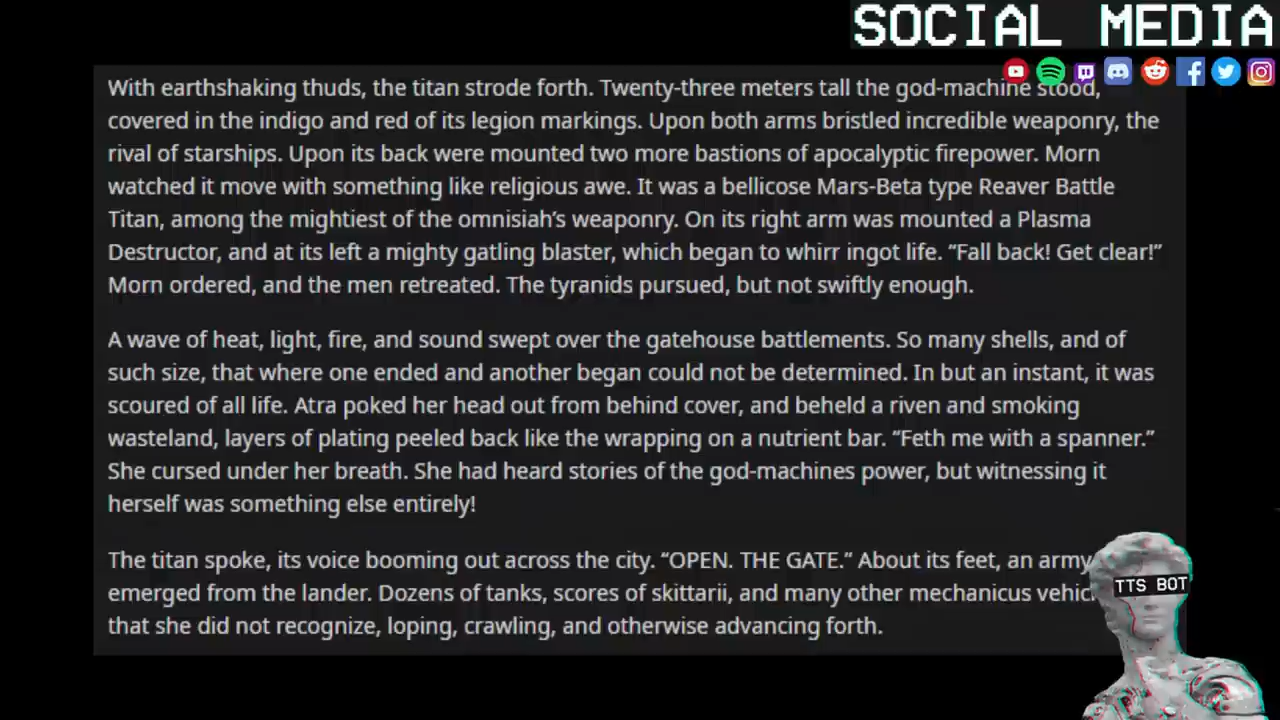 SOCIAL MEDIA
With earthshaking thuds, the titan strode forth. Twenty-three meters tall the god-machine stood,
covered in the indigo and red of its legion markings. Upon both arms bristled incredible weaponry, the
rival of starships. Upon its back were mounted two more bastions of apocalyptic firepower. Morn
watched it move with something like religious awe. It was a bellicose Mars-Beta type Reaver Battle
Titan, among the mightiest of the omnisiah’s weaponry. On its right arm was mounted a Plasma
Destructor, and at its left a mighty gatling blaster, which began to whirr ingot life. “Fall back! Get clear!”
Morn ordered, and the men retreated. The tyranids pursued, but not swiftly enough.
A wave of heat, light, fire, and sound swept over the gatehouse battlements. So many shells, and of
such size, that where one ended and another began could not be determined. In but an instant, it was
scoured of all life. Atra poked her head out from behind cover, and beheld a riven and smoking
wasteland, layers of plating peeled back like the wrapping on a nutrient bar. “Feth me with a spanner.”
She cursed under her breath. She had heard stories of the god-machines power, but witnessing it
herself was something else entirely!
The titan spoke, its voice booming out across the city. “OPEN. THE GATE.” About its feet, an army
emerged from the lander. Dozens of tanks, scores of skittarii, and many other mechanicus
that she did not recognize, loping, crawling, and otherwise advancing forth.
TTS BOT